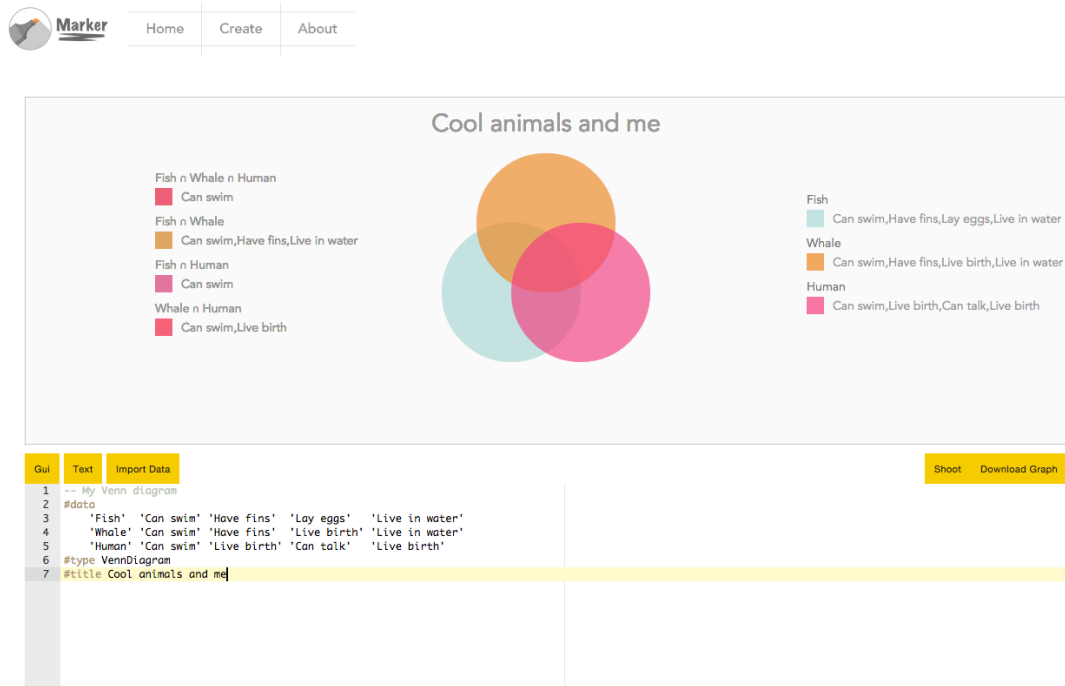 Marker
Home
Create
About
Cool animals and me
Fish ∩ Whale ∩ Human
Can swim
Fish ∩ Whale
Can swim,Have fins,Live in water
Fish ∩ Human
Can swim
Whale ∩ Human
Can swim,Live birth
Fish
Can swim,Have fins,Lay eggs,Live in water
Whale
Can swim,Have fins,Live birth,Live in water
Human
Can swim,Live birth,Can talk,Live birth
Gui
Text
Import Data
Shoot
Download Graph
1 -- My Venn diagram
2 #data
3 'Fish' 'Can swim' 'Have fins' 'Lay eggs' 'Live in water'
4 'Whale' 'Can swim' 'Have fins' 'Live birth' 'Live in water'
5 'Human' 'Can swim' 'Live birth' 'Can talk' 'Live birth'
6 #type VennDiagram
7 #title Cool animals and me